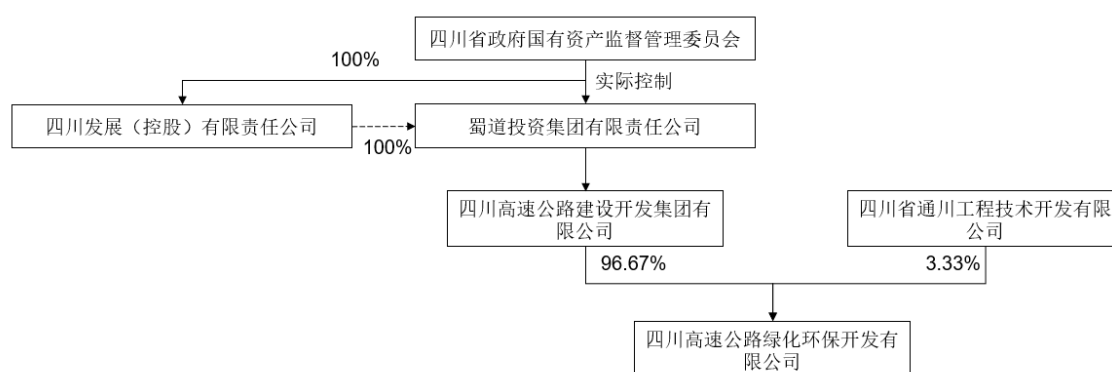 四川省政府国有资产监督管理委员会
100%
实际控制
四川发展（控股）有限责任公司
100%
蜀道投资集团有限责任公司
四川高速公路建设开发集团有
限公司
四川省通川工程技术开发有限
公司
96.67%
3.33%
四川高速公路绿化环保开发有
限公司